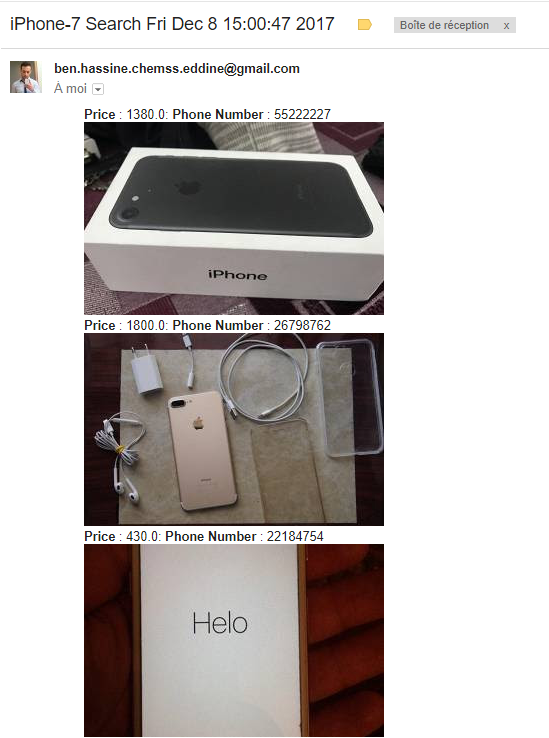 iPhone-7 Search Fri Dec 8 15:00:47 2017 Boîte de réception x
ben.hassine.chemss.eddine@gmail.com
À moi
Price : 1380.0: Phone Number : 55222227
iPhone
Price : 1800.0: Phone Number : 26798762
Price : 430.0: Phone Number : 22184754
Helo